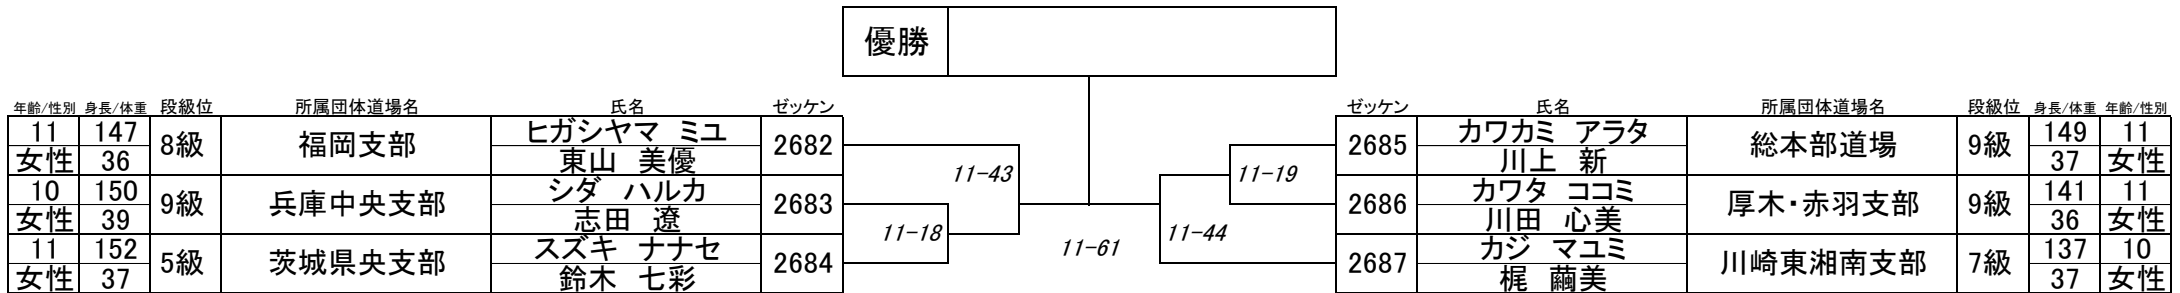 優勝
年齢/性別 身長/体重 段級位 所属団体道場名 氏名 ゼッケン
11 147 8級 福岡支部 ヒガシヤマ ミユ 2682
女性 36 東山 美優
10 150 9級 兵庫中央支部 シダ ハルカ 2683
女性 39 志田 遼
11 152 5級 茨城県央支部 スズキ ナナセ 2684
女性 37 鈴木 七彩
11-43
11-18
11-61
11-19
11-44
ゼッケン 氏名 所属団体道場名 段級位 身長/体重 年齢/性別
2685 カワカミ アラタ 総本部道場 9級 149 11
川上 新 37 女性
2686 カワタ ココミ 厚木・赤羽支部 9級 141 11
川田 心美 36 女性
2687 カジ マユミ 川崎東湘南支部 7級 137 10
梶 繭美 37 女性